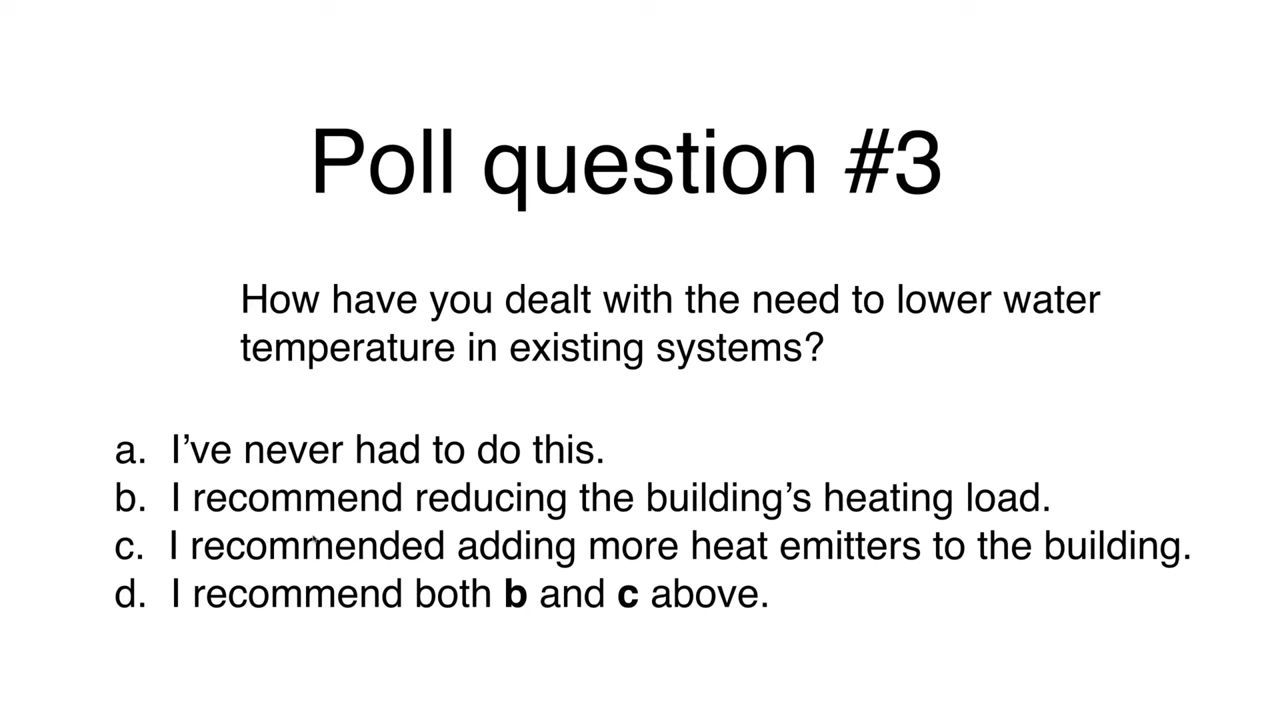 Poll question #3
How have you dealt with the need to lower water
temperature in existing systems?
a. I’ve never had to do this.
b. I recommend reducing the building’s heating load.
c. I recommended adding more heat emitters to the building.
d. I recommend both b and c above.